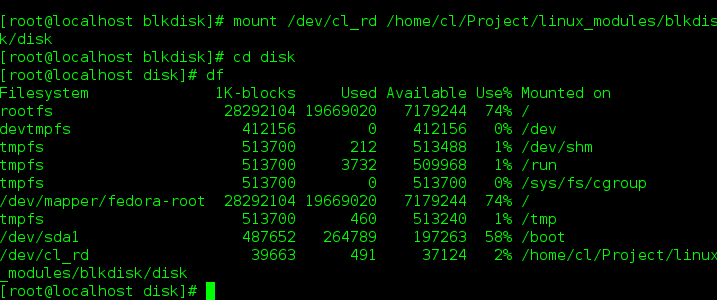 [root@localhost blkdisk]# mount /dev/cl_rd /home/cl/Project/linux_modules/blkdis
k/disk
[root@localhost blkdisk]# cd disk
[root@localhost disk]# df
Filesystem              1K-blocks     Used Available Use% Mounted on
rootfs                   28292104 19669020   7179244  74% /
devtmpfs                   412156        0    412156   0% /dev
tmpfs                      513700      212    513488   1% /dev/shm
tmpfs                      513700     3732    509968   1% /run
tmpfs                      513700        0    513700   0% /sys/fs/cgroup
/dev/mapper/fedora-root  28292104 19669020   7179244  74% /
tmpfs                      513700      460    513240   1% /tmp
/dev/sda1                  487652   264789    197263  58% /boot
/dev/cl_rd                  39663      491     37124   2% /home/cl/Project/linux
_modules/blkdisk/disk
[root@localhost disk]#